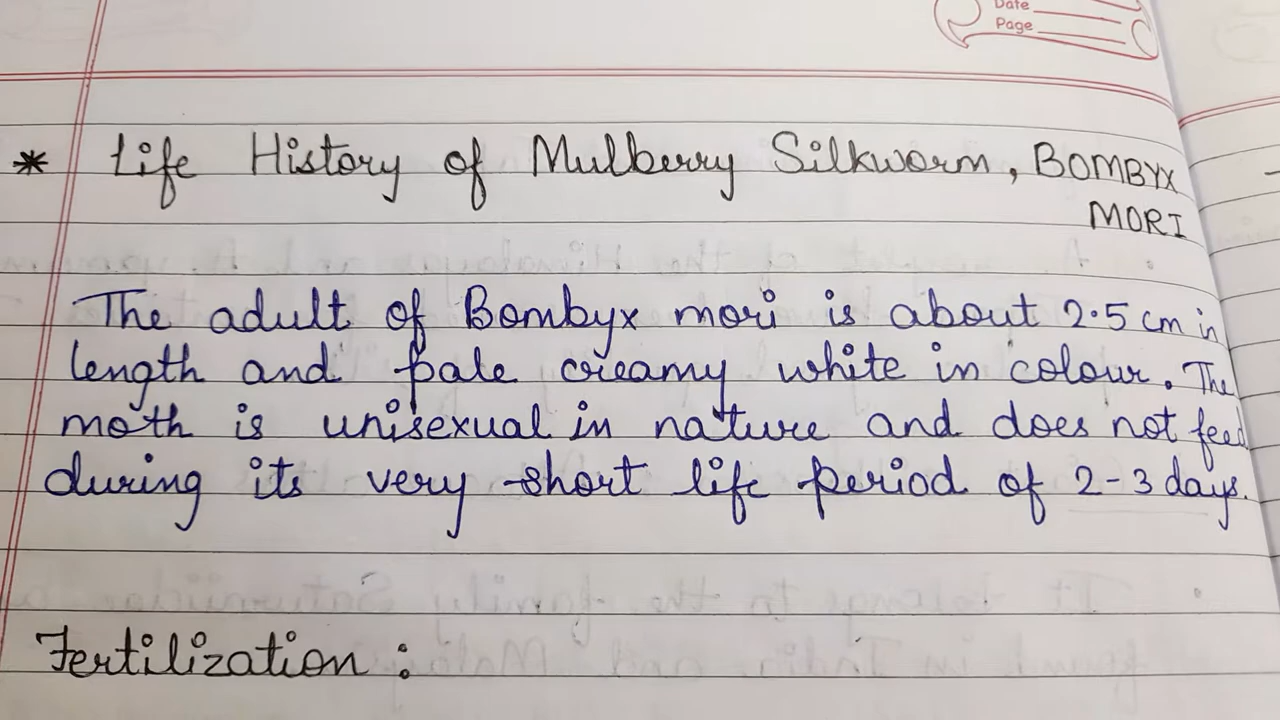 Date
Page
* Life History of Mulberry Silkworm, BOMBYX
MORI
The adult of Bombyx mori is about 2.5 cm in
length and pale creamy white in colour. The
moth is unisexual in nature and does not feed
during its very short life period of 2-3 days.
Fertilization :